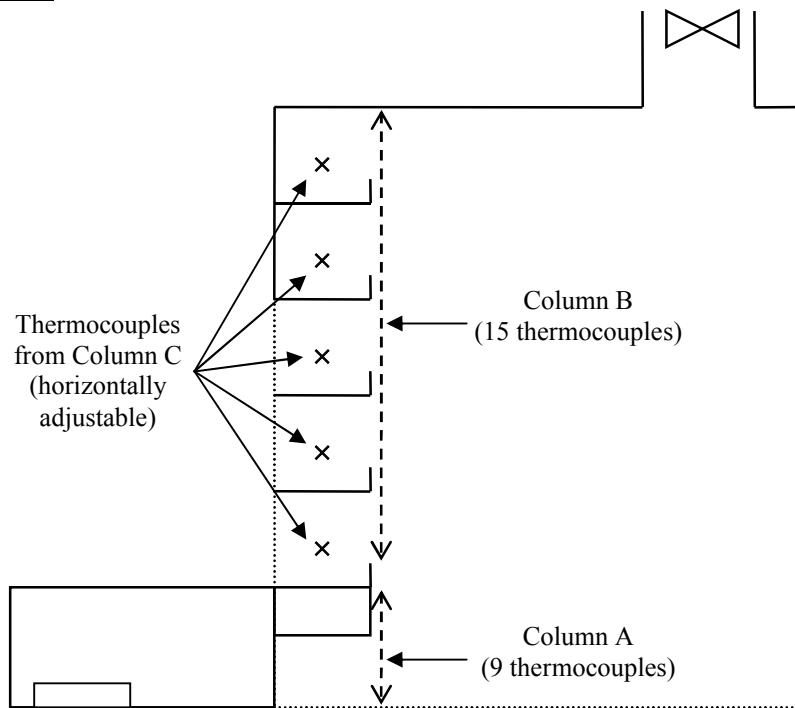 Column B
(15 thermocouples)
Thermocouples
from Column C
(horizontally
adjustable)
Column A
(9 thermocouples)